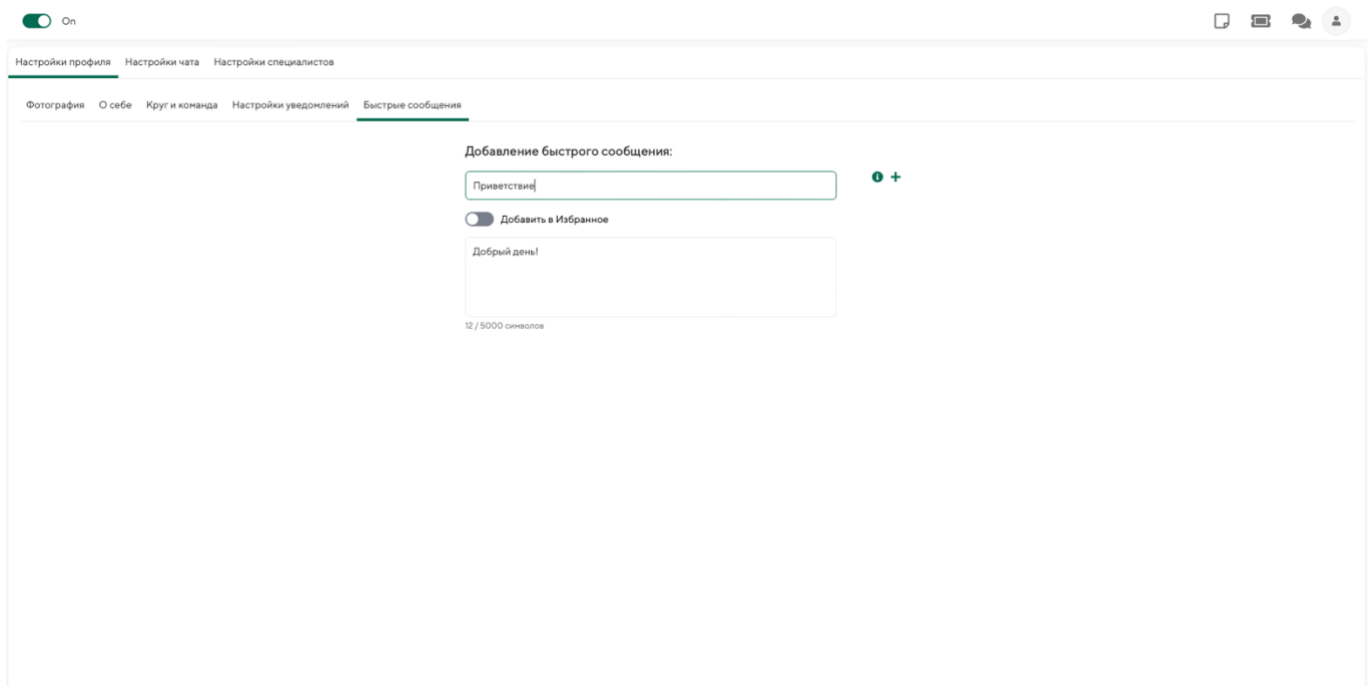 On
Настройки профиля Настройки чата Настройки специалистов
Фотография О себе Круг и команда Настройки уведомлений Быстрые сообщения
Добавление быстрого сообщения:
Приветствие
Добавить в Избранное
Добрый день!
12 / 5000 символов